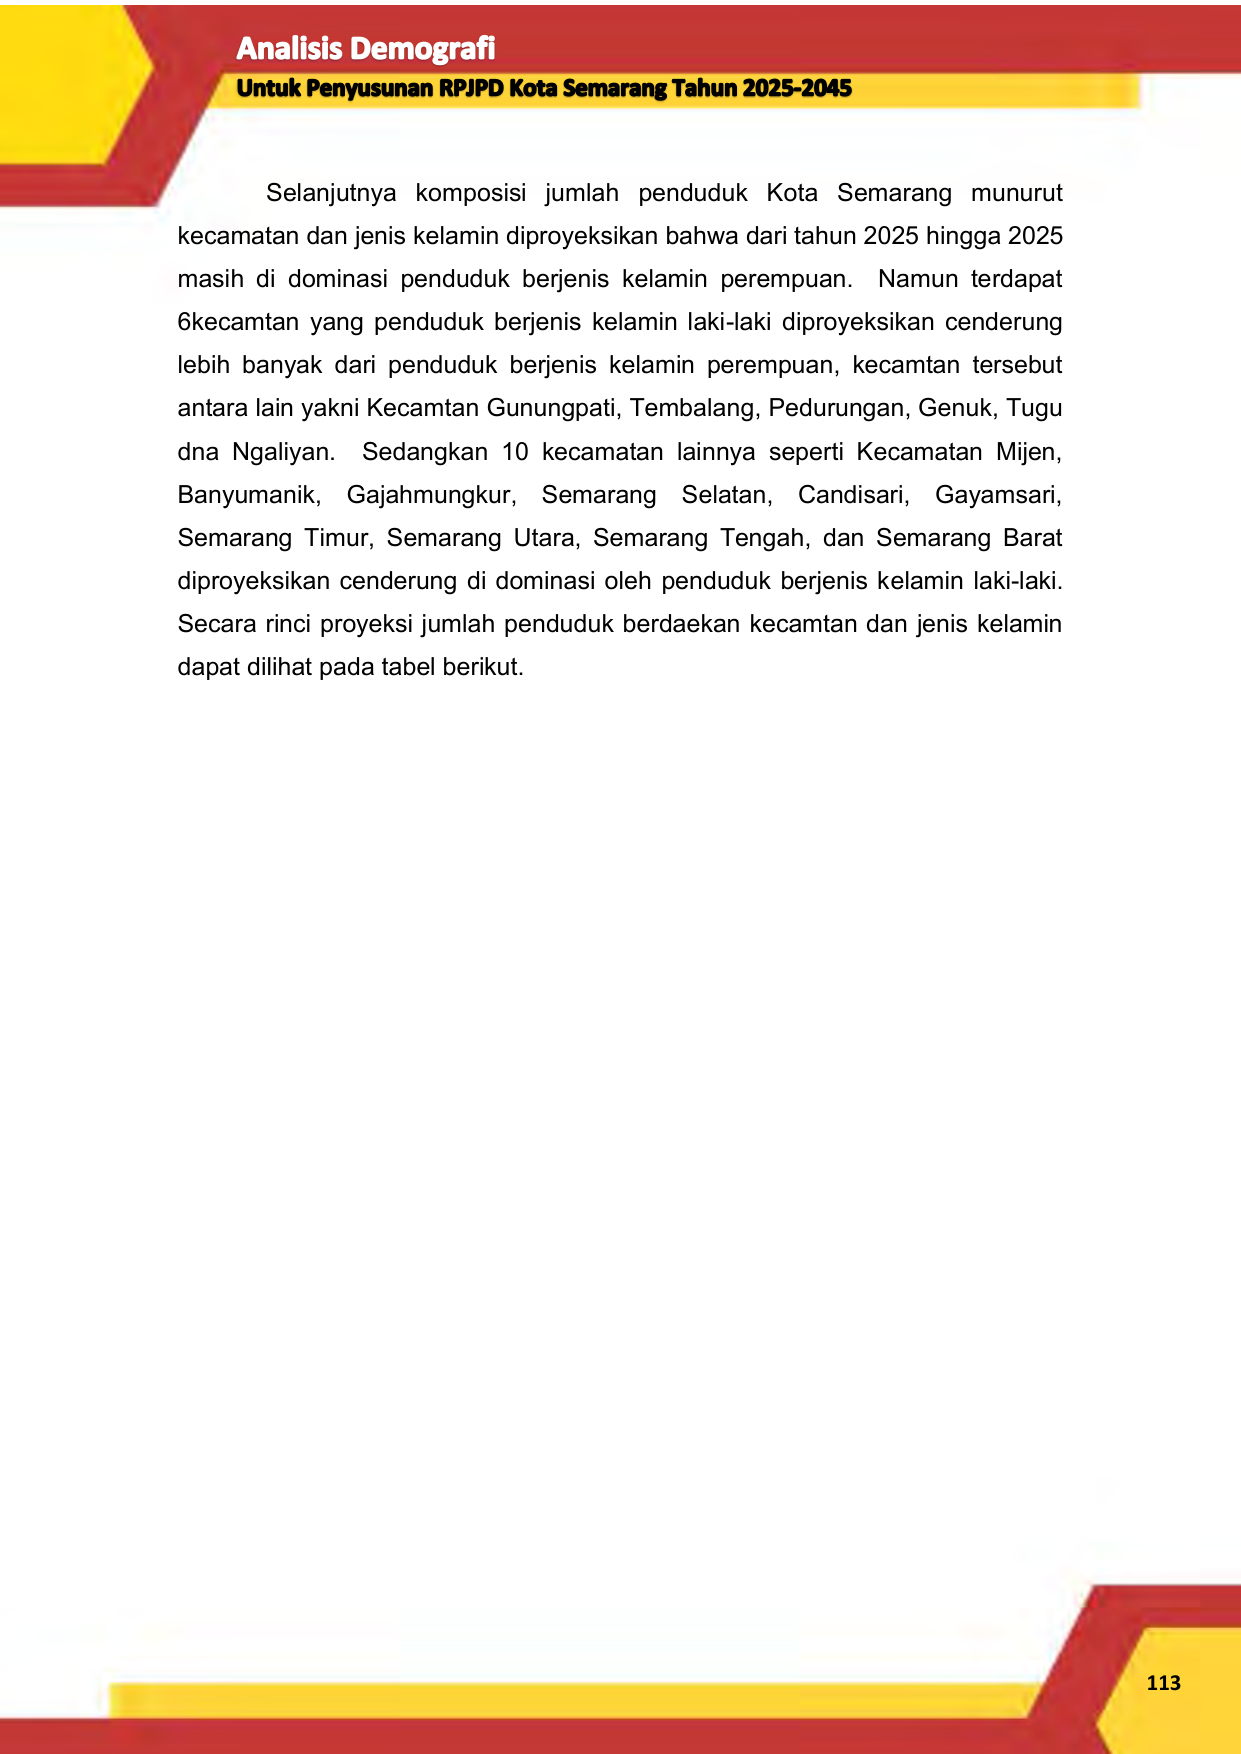 Analisis Demografi
Untuk Penyusunan RPJPD Kota Semarang Tahun 2025-2045
Selanjutnya komposisi jumlah penduduk Kota Semarang munurut
kecamatan dan jenis kelamin diproyeksikan bahwa dari tahun 2025 hingga 2025
masih di dominasi penduduk berjenis kelamin perempuan. Namun terdapat
6kecamtan yang penduduk berjenis kelamin laki-laki diproyeksikan cenderung
lebih banyak dari penduduk berjenis kelamin perempuan, kecamtan tersebut
antara lain yakni Kecamtan Gunungpati, Tembalang, Pedurungan, Genuk, Tugu
dna Ngaliyan. Sedangkan 10 kecamatan lainnya seperti Kecamatan Mijen,
Banyumanik, Gajahmungkur, Semarang Selatan, Candisari, Gayamsari,
Semarang Timur, Semarang Utara, Semarang Tengah, dan Semarang Barat
diproyeksikan cenderung di dominasi oleh penduduk berjenis kelamin laki-laki.
Secara rinci proyeksi jumlah penduduk berdaekan kecamtan dan jenis kelamin
dapat dilihat pada tabel berikut.
113